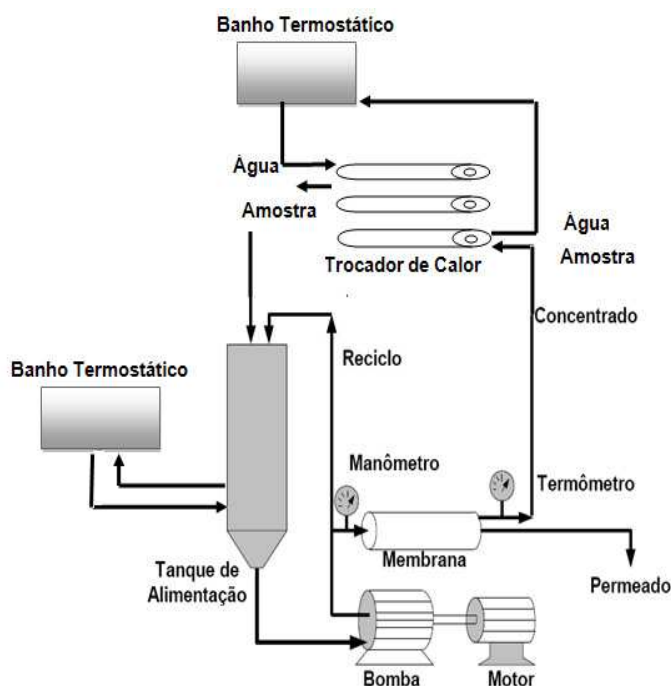 Banho Termostático
Água
Amostra
Água
Amostra
Trocador de Calor
Concentrado
Reciclo
Banho Termostático
Manômetro
Termômetro
Membrana
Tanque de
Alimentação
Permeado
Bomba
Motor